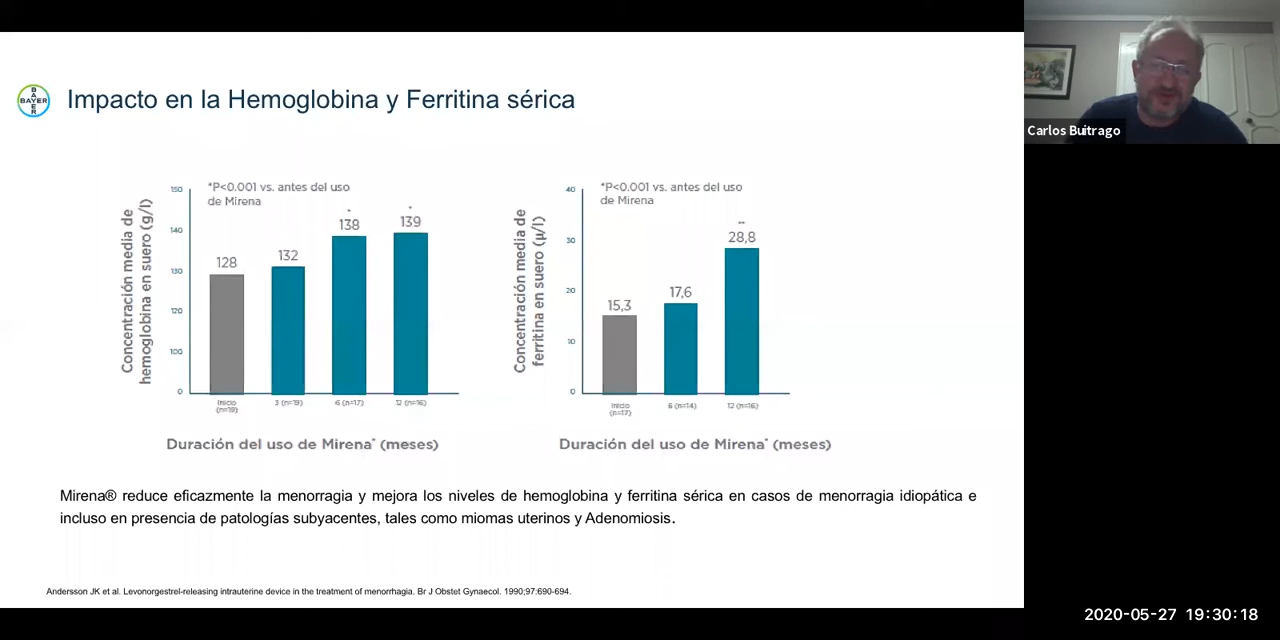 BAYER
BAYER
Impacto en la Hemoglobina y Ferritina sérica
Carlos Buitrago
Concentración media de
hemoglobina en suero (g/l)
150
140
130
120
100
0
*P<0.001 vs. antes del uso
de Mirena
128
132
*
138
*
139
Inicio
(n=19)
3 (n=19)
6 (n=17)
12 (n=16)
Duración del uso de Mirena* (meses)
Concentración media de
ferritina en suero (µ/l)
40
30
20
10
0
*P<0.001 vs. antes del uso
de Mirena
15,3
17,6
**
28,8
Inicio
(n=17)
6 (n=14)
12 (n=16)
Duración del uso de Mirena* (meses)
Mirena® reduce eficazmente la menorragia y mejora los niveles de hemoglobina y ferritina sérica en casos de menorragia idiopática e
incluso en presencia de patologías subyacentes, tales como miomas uterinos y Adenomiosis.
Andersson JK et al. Levonorgestrel-releasing intrauterine device in the treatment of menorrhagia. Br J Obstet Gynaecol. 1990;97:690-694.
2020-05-27 19:30:18